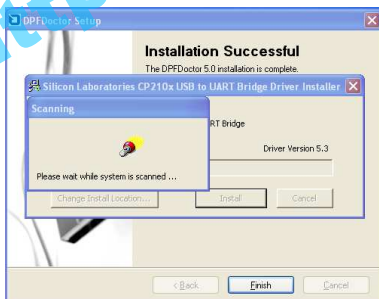 DPFDoctor Setup
Installation Successful
The DPFDoctor 5.0 installation is complete.
Silicon Laboratories CP210x USB to UART Bridge Driver Installer
Scanning
RT Bridge
Driver Version 5.3
Please wait while system is scanned ...
Change Install Location...
Install
Cancel
< Back
Finish
Cancel